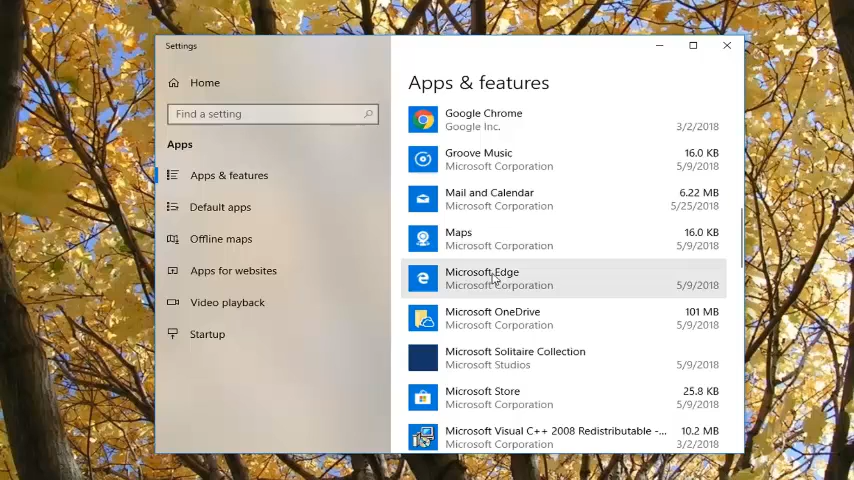 Settings
Home
Find a setting
Apps
Apps & features
Default apps
Offline maps
Apps for websites
Video playback
Startup
Apps & features
Google Chrome
Google Inc. 3/2/2018
Groove Music 16.0 KB
Microsoft Corporation 5/9/2018
Mail and Calendar 6.22 MB
Microsoft Corporation 5/25/2018
Maps 16.0 KB
Microsoft Corporation 5/9/2018
Microsoft Edge
Microsoft Corporation 5/9/2018
Microsoft OneDrive 101 MB
Microsoft Corporation 5/9/2018
Microsoft Solitaire Collection
Microsoft Studios 5/9/2018
Microsoft Store 25.8 KB
Microsoft Corporation 5/9/2018
Microsoft Visual C++ 2008 Redistributable -... 10.2 MB
Microsoft Corporation 3/2/2018